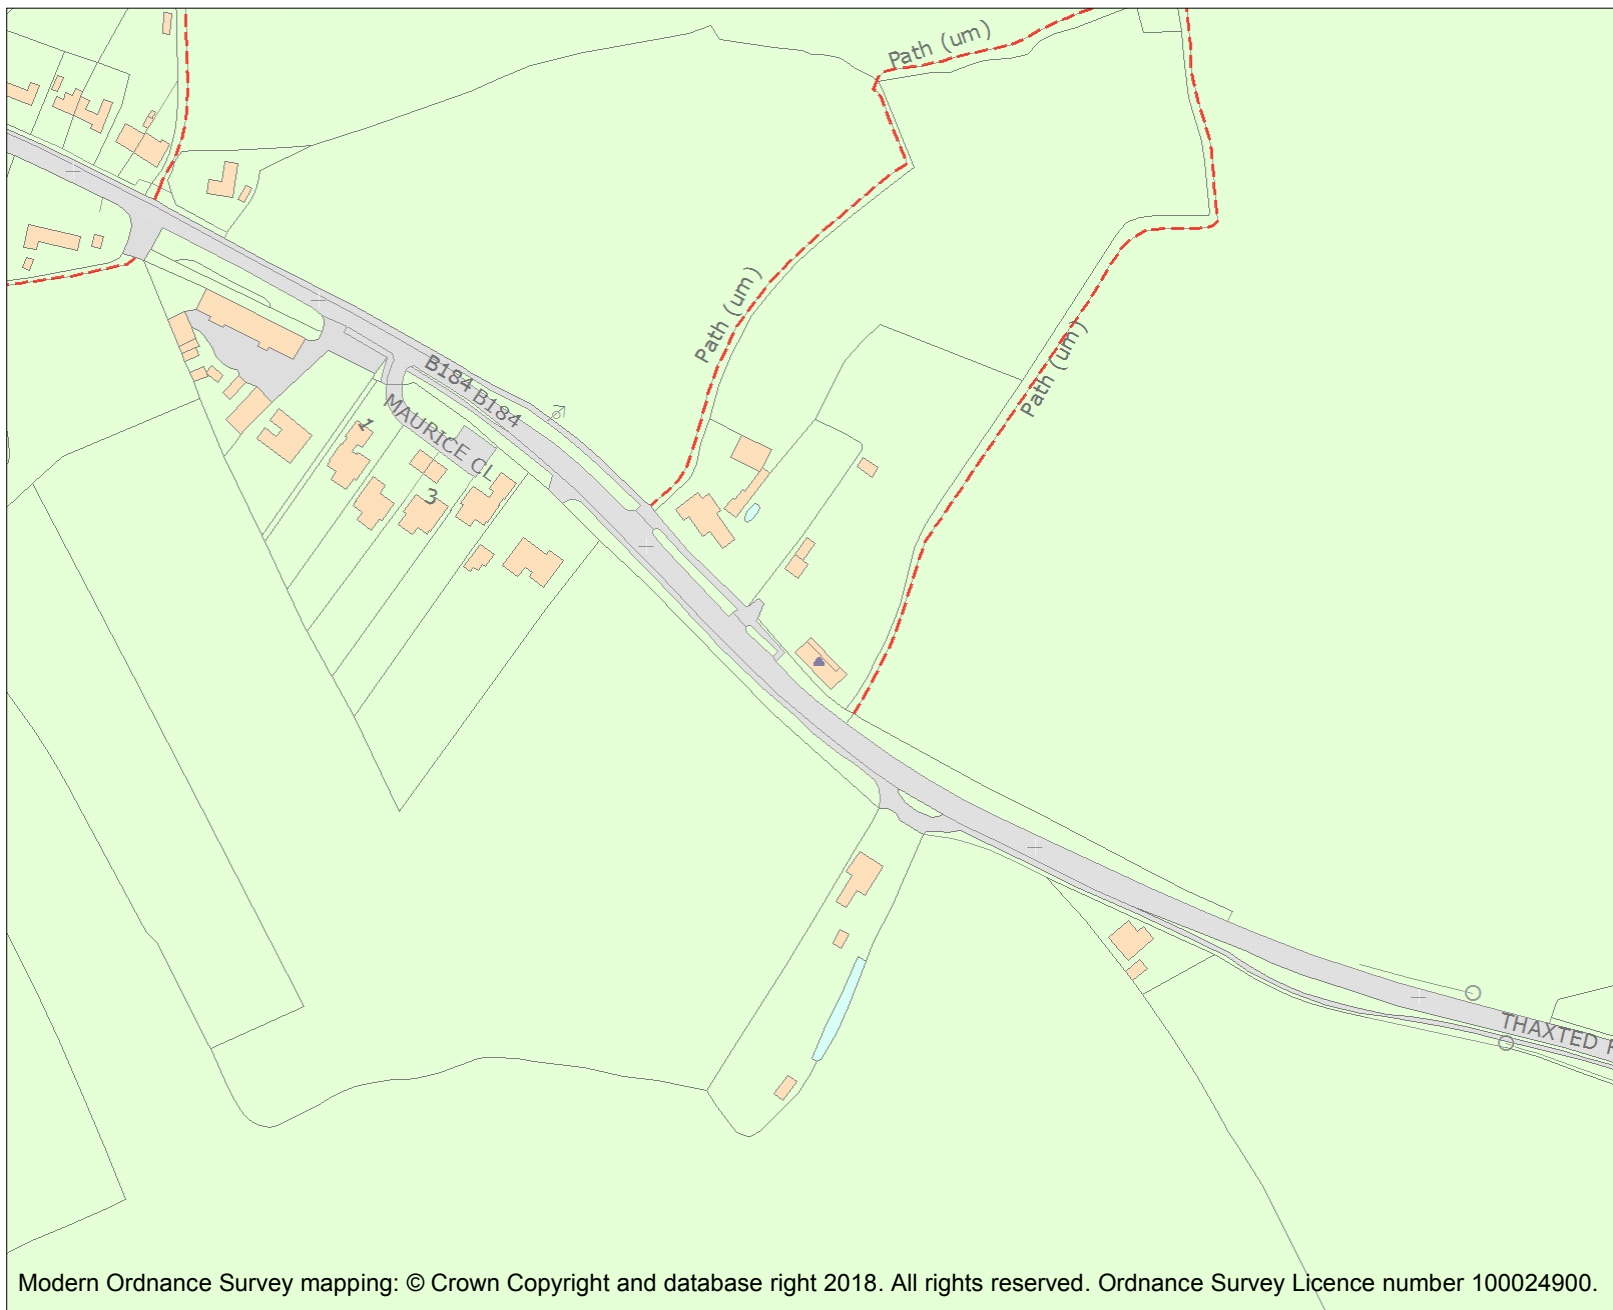 Path (um)
Path (um)
Path (um)
B184
B184
MAURICE CL
1
3
THAXTED R
Modern Ordnance Survey mapping: © Crown Copyright and database right 2018. All rights reserved. Ordnance Survey Licence number 100024900.